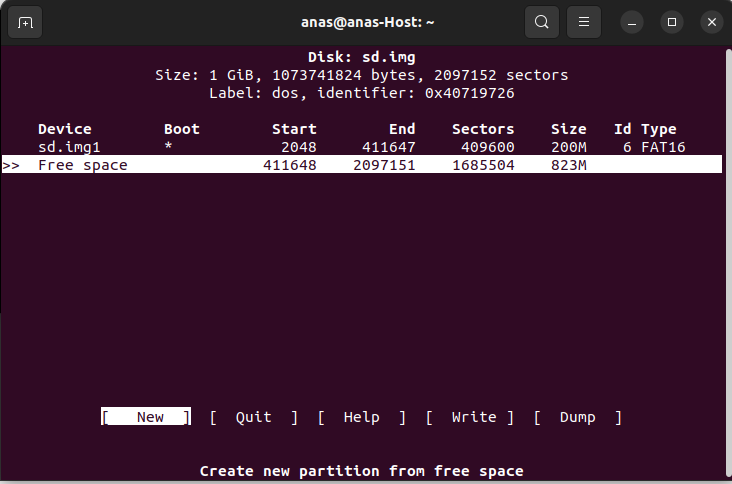 anas@anas-Host: ~
Disk: sd.img
Size: 1 GiB, 1073741824 bytes, 2097152 sectors
Label: dos, identifier: 0x40719726
Device Boot Start End Sectors Size Id Type
sd.img1 * 2048 411647 409600 200M 6 FAT16
>> Free space 411648 2097151 1685504 823M
[ New ] [ Quit ] [ Help ] [ Write ] [ Dump ]
Create new partition from free space